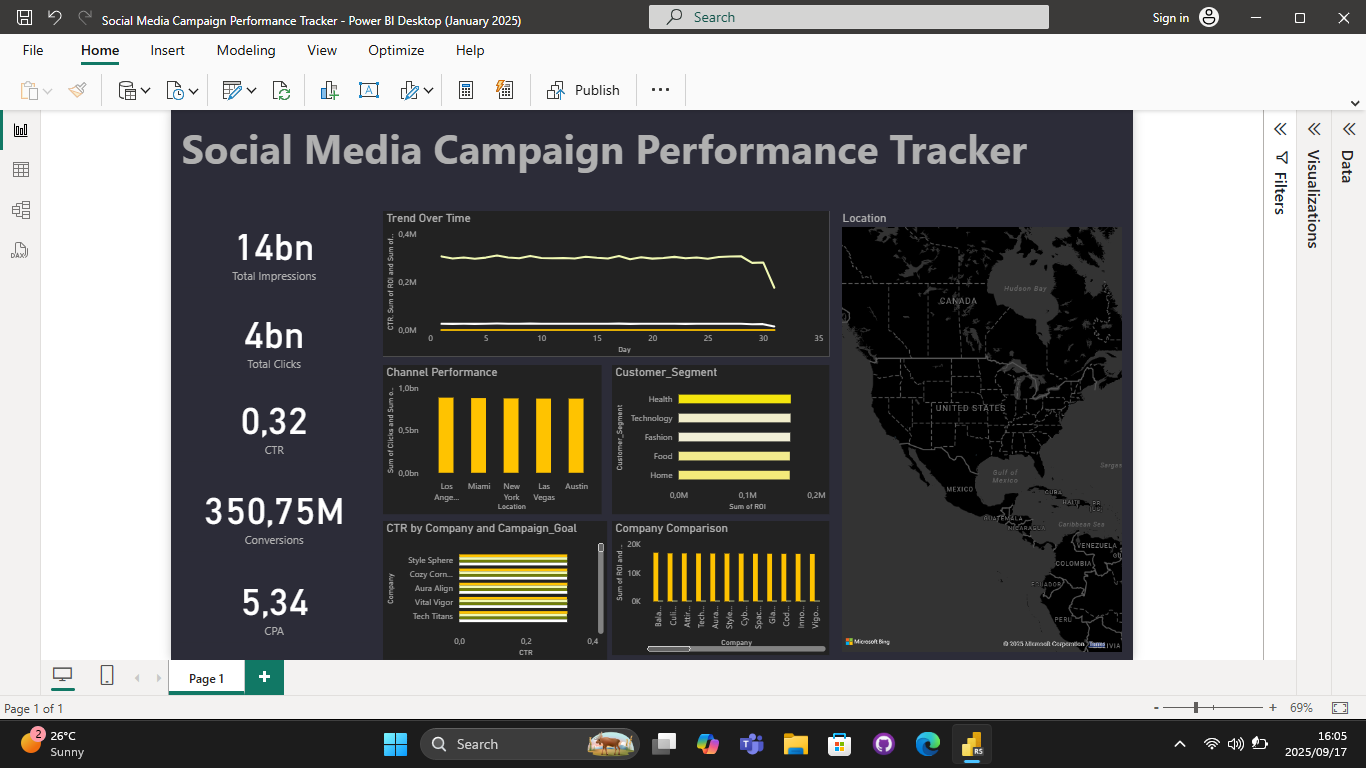 Social Media Campaign Performance Tracker - Power BI Desktop (January 2025)
Search
Sign in
File
Home
Insert
Modeling
View
Optimize
Help
Publish
Social Media Campaign Performance Tracker
14bn
Total Impressions
4bn
Total Clicks
0,32
CTR
350,75M
Conversions
5,34
CPA
Trend Over Time
CTR, Sum of ROI and Sum of...
0,4M
0,2M
0,0M
0 5 10 15 20 25 30 35
Day
Channel Performance
Sum of Clicks and Sum o...
1,0bn
0,5bn
0,0bn
Los Ange...
Miami
New York
Las Vegas
Austin
Location
Customer_Segment
Customer_Segment
Health
Technology
Fashion
Food
Home
0,0M 0,1M 0,2M
Sum of ROI
CTR by Company and Campaign_Goal
Company
Style Sphere
Cozy Corn...
Aura Align
Vital Vigor
Tech Titans
0,0 0,2 0,4
CTR
Company Comparison
Sum of ROI and ...
20K
10K
0K
Bala...
Culi...
Attir...
Tech...
Aura...
Style...
Cyb...
Spac...
Gla...
Cod...
Inno...
Vigo...
Company
Location
Hudson Bay
CANADA
UNITED STATES
Gulf of
Mexico
MEXICO
CUBA
HAITI
PR
GUATEMALA
NICARAGUA
Caribbean Sea
VENEZUELA
COLOMBIA
ECUADOR
PERU
Microsoft Bing
© 2025 Microsoft Corporation Terms
Filters
Visualizations
Data
Page 1
Page 1 of 1
- + 69%
2
26°C
Sunny
Search
RS
16:05
2025/09/17